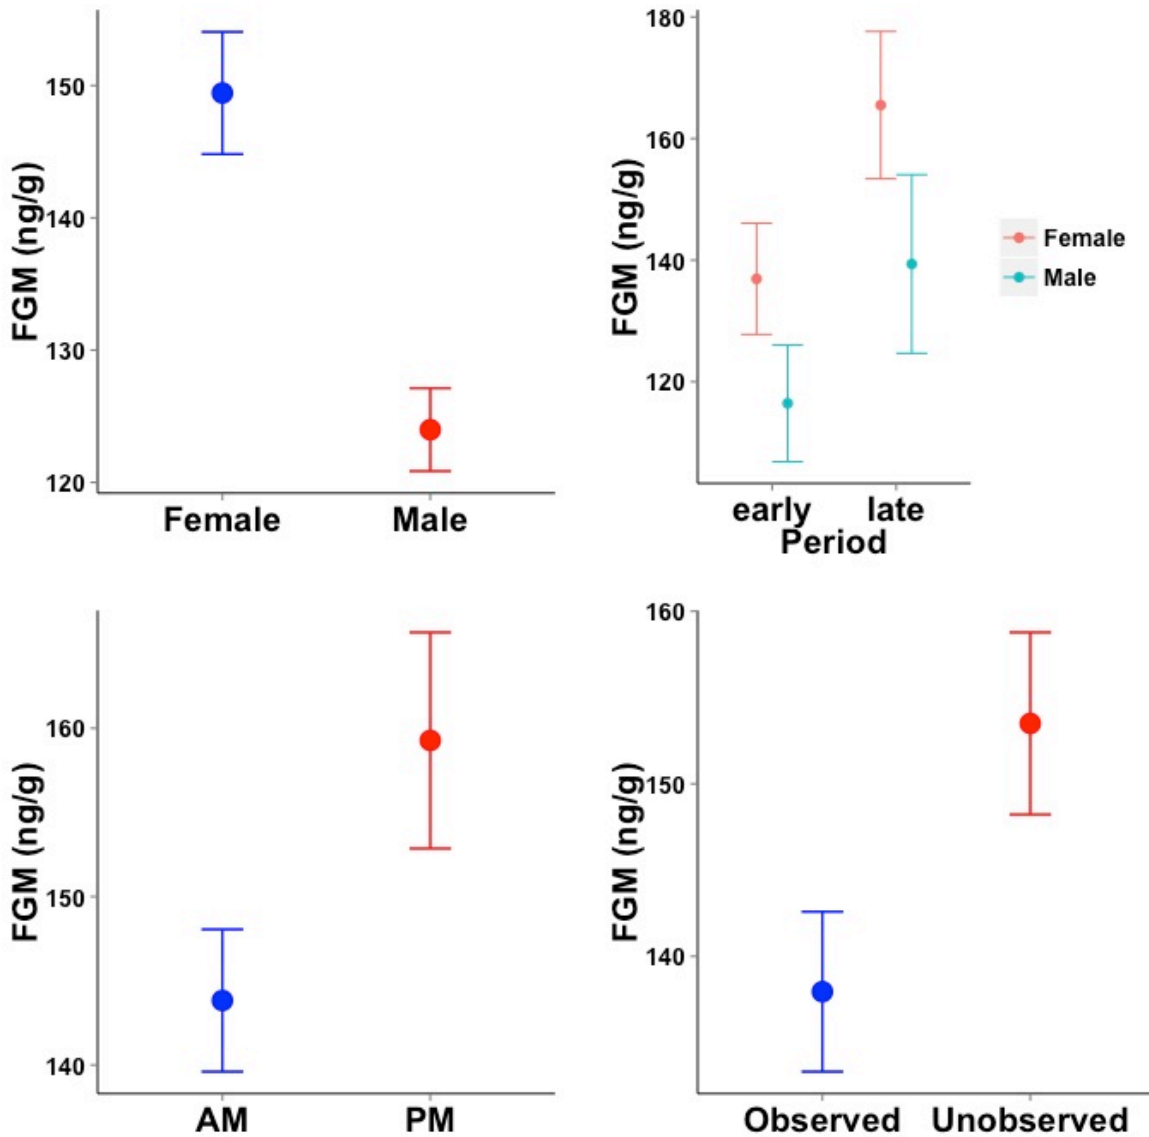 FGM (ng/g)
150
140
130
120
Female Male
FGM (ng/g)
180
160
140
120
early late
Period
Female
Male
FGM (ng/g)
160
150
140
AM PM
FGM (ng/g)
160
150
140
Observed Unobserved